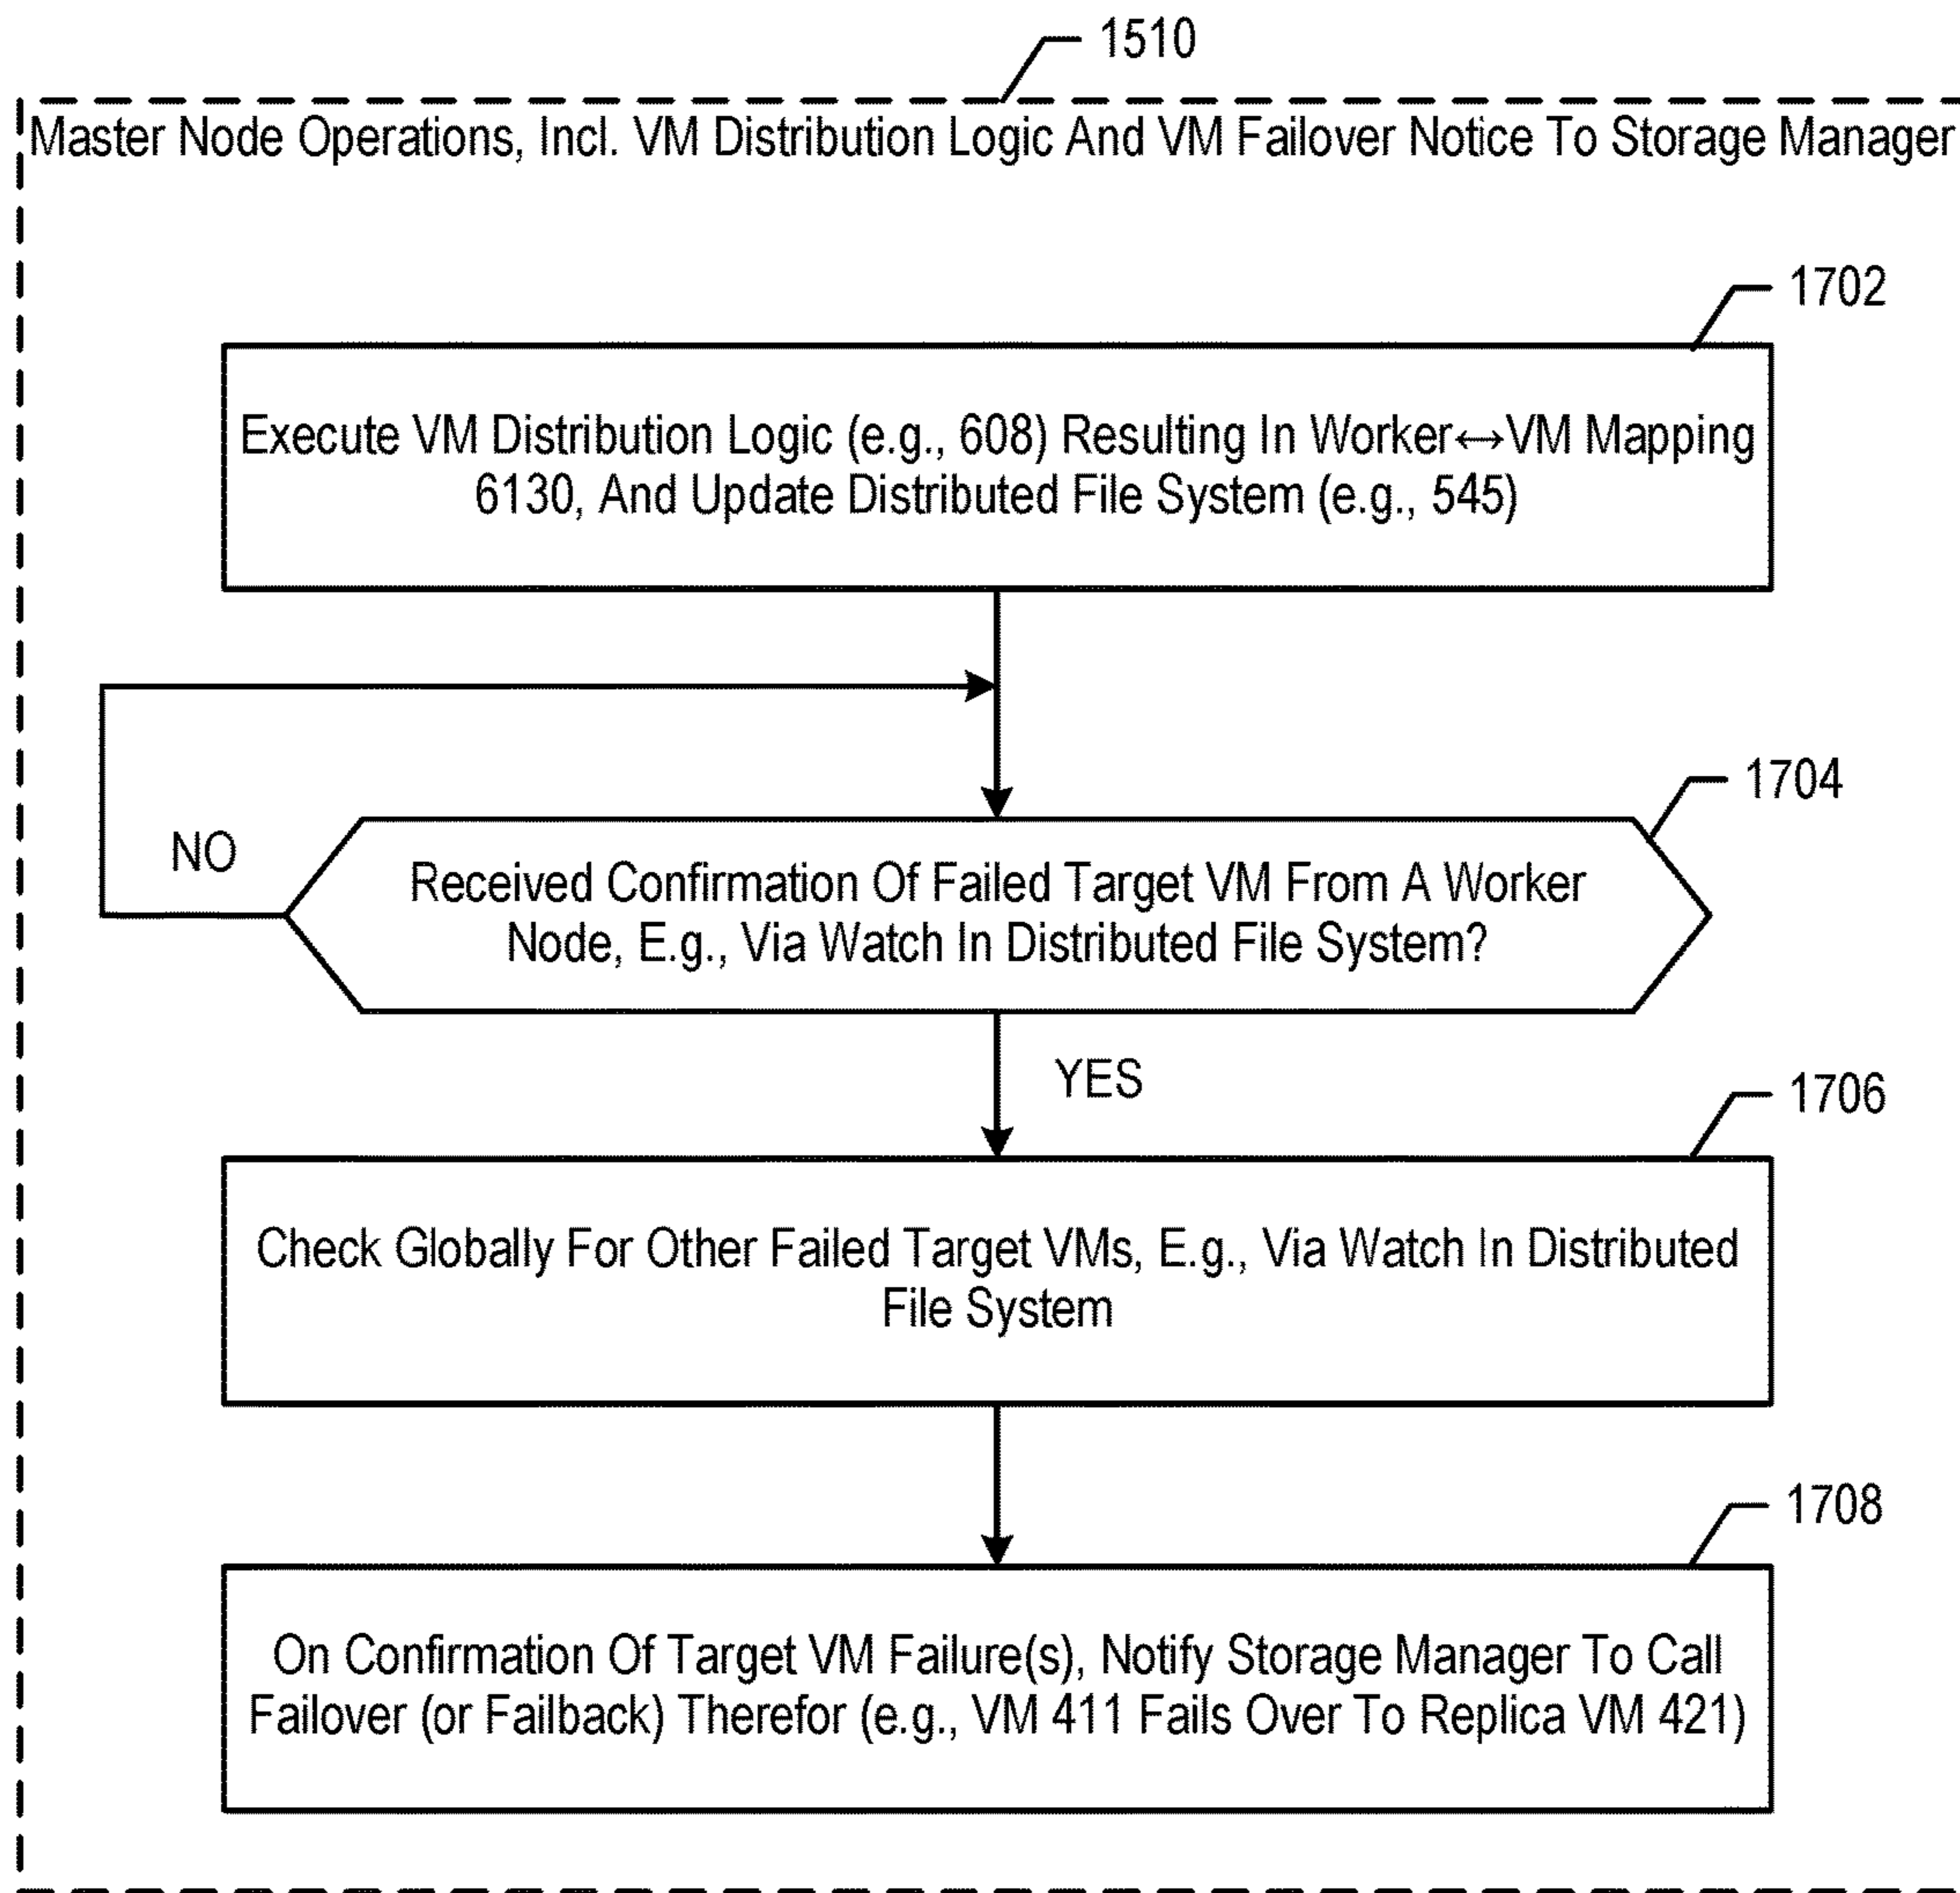 1510
Master Node Operations, Incl. VM Distribution Logic And VM Failover Notice To Storage Manager
1702
Execute VM Distribution Logic (e.g., 608) Resulting In Worker↔VM Mapping
6130, And Update Distributed File System (e.g., 545)
1704
NO
Received Confirmation Of Failed Target VM From A Worker
Node, E.g., Via Watch In Distributed File System?
YES
1706
Check Globally For Other Failed Target VMs, E.g., Via Watch In Distributed
File System
1708
On Confirmation Of Target VM Failure(s), Notify Storage Manager To Call
Failover (or Failback) Therefor (e.g., VM 411 Fails Over To Replica VM 421)